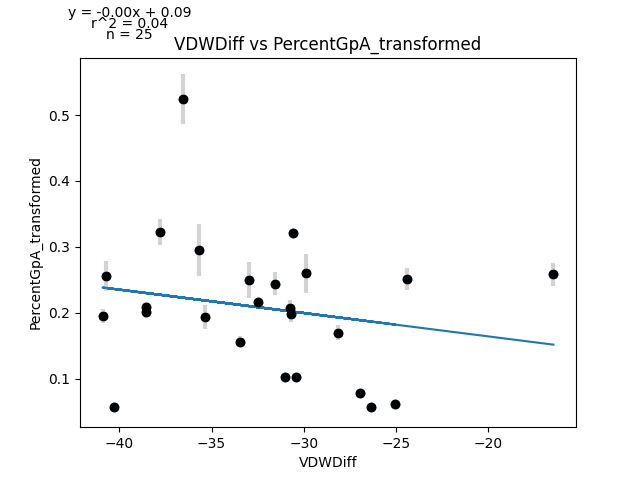 y = -0.00x + 0.09
r^2 = 0.04
n = 25
VDWDiff vs PercentGpA_transformed
PercentGpA_transformed
0.5
0.4
0.3
0.2
0.1
−40
−35
−30
−25
−20
VDWDiff